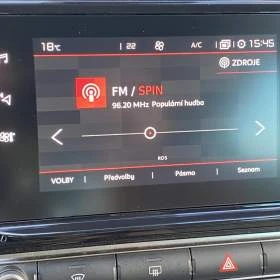 18°C 22 A/C 15:45
ZDROJE
FM / SPIN
96.20 MHz Populární hudba
RDS
VOLBY Předvolby Pásmo Seznam